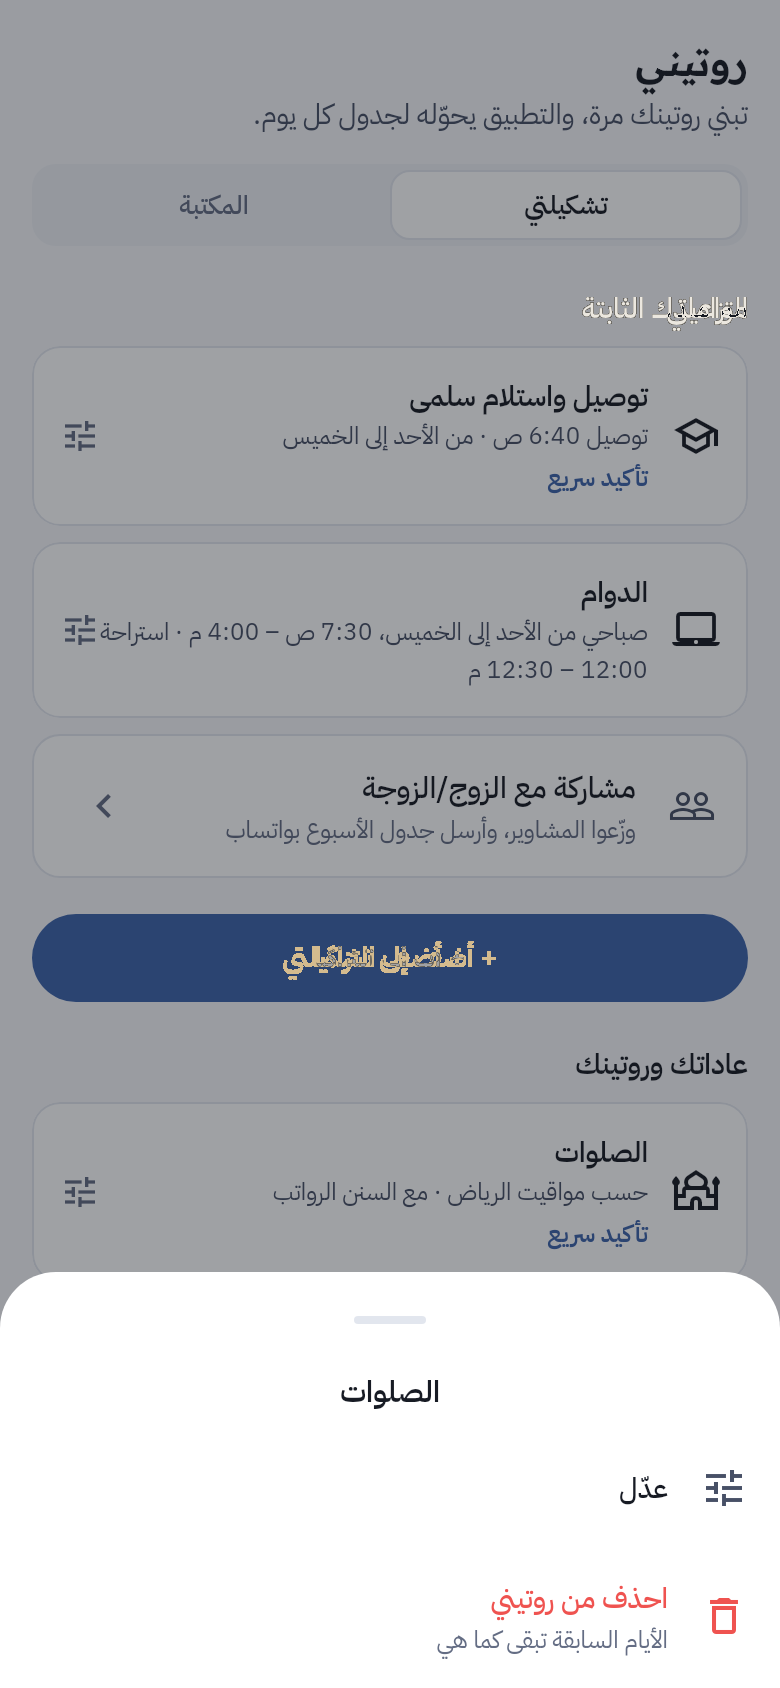 روتيني
تبني روتينك مرة، والتطبيق يحوّله لجدول كل يوم.
تشكيلتي
المكتبة
الثابتة
توصيل واستلام سلمى
توصيل 6:40 ص · من الأحد إلى الخميس
تأكيد سريع
الدوام
صباحي من الأحد إلى الخميس، 7:30 ص – 4:00 م · استراحة
12:00 – 12:30 م
مشاركة مع الزوج/الزوجة
وزّعوا المشاوير، وأرسل جدول الأسبوع بواتساب
+
عاداتك وروتينك
الصلوات
حسب مواقيت الرياض · مع السنن الرواتب
تأكيد سريع
الصلوات
عدّل
احذف من روتيني
الأيام السابقة تبقى كما هي